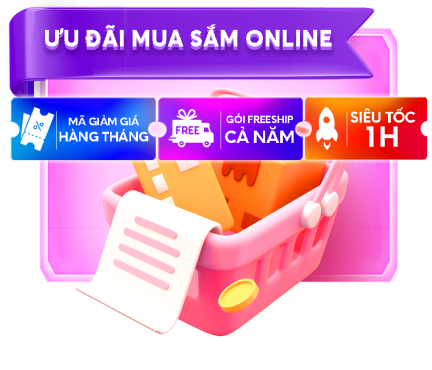 ƯU ĐÃI MUA SẮM ONLINE
MÃ GIẢM GIÁ
HÀNG THÁNG
%
FREE
GÓI FREESHIP
CẢ NĂM
SIÊU TỐC
1H